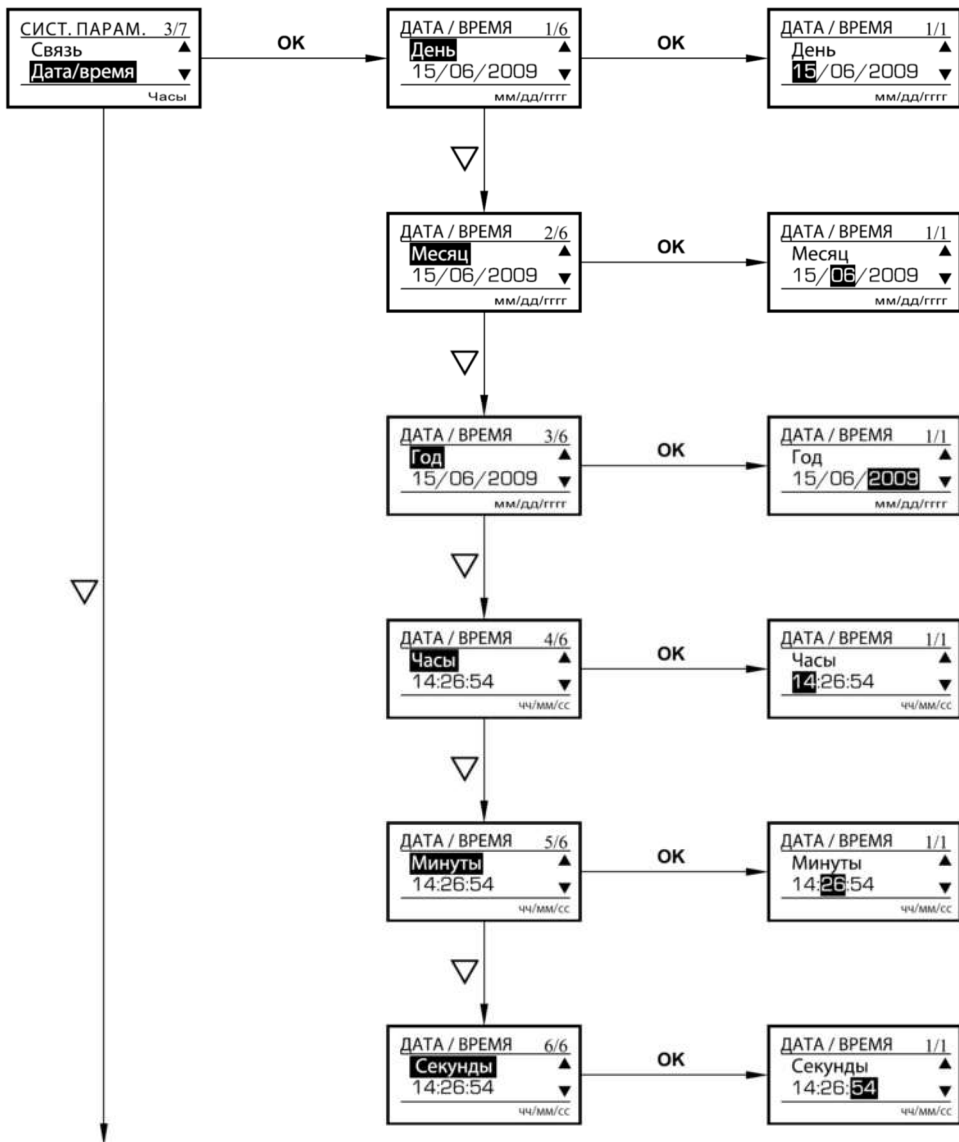 СИСТ. ПАРАМ. 3/7
Связь
Дата/время
Часы
OK
ДАТА / ВРЕМЯ 1/6
День
15/06/2009
мм/дд/гггг
OK
ДАТА / ВРЕМЯ 1/1
День
15/06/2009
мм/дд/гггг
ДАТА / ВРЕМЯ 2/6
Месяц
15/06/2009
мм/дд/гггг
OK
ДАТА / ВРЕМЯ 1/1
Месяц
15/06/2009
мм/дд/гггг
ДАТА / ВРЕМЯ 3/6
Год
15/06/2009
мм/дд/гггг
OK
ДАТА / ВРЕМЯ 1/1
Год
15/06/2009
мм/дд/гггг
ДАТА / ВРЕМЯ 4/6
Часы
14:26:54
чч/мм/сс
OK
ДАТА / ВРЕМЯ 1/1
Часы
14:26:54
чч/мм/сс
ДАТА / ВРЕМЯ 5/6
Минуты
14:26:54
чч/мм/сс
OK
ДАТА / ВРЕМЯ 1/1
Минуты
14:26:54
чч/мм/сс
ДАТА / ВРЕМЯ 6/6
Секунды
14:26:54
чч/мм/сс
OK
ДАТА / ВРЕМЯ 1/1
Секунды
14:26:54
чч/мм/сс